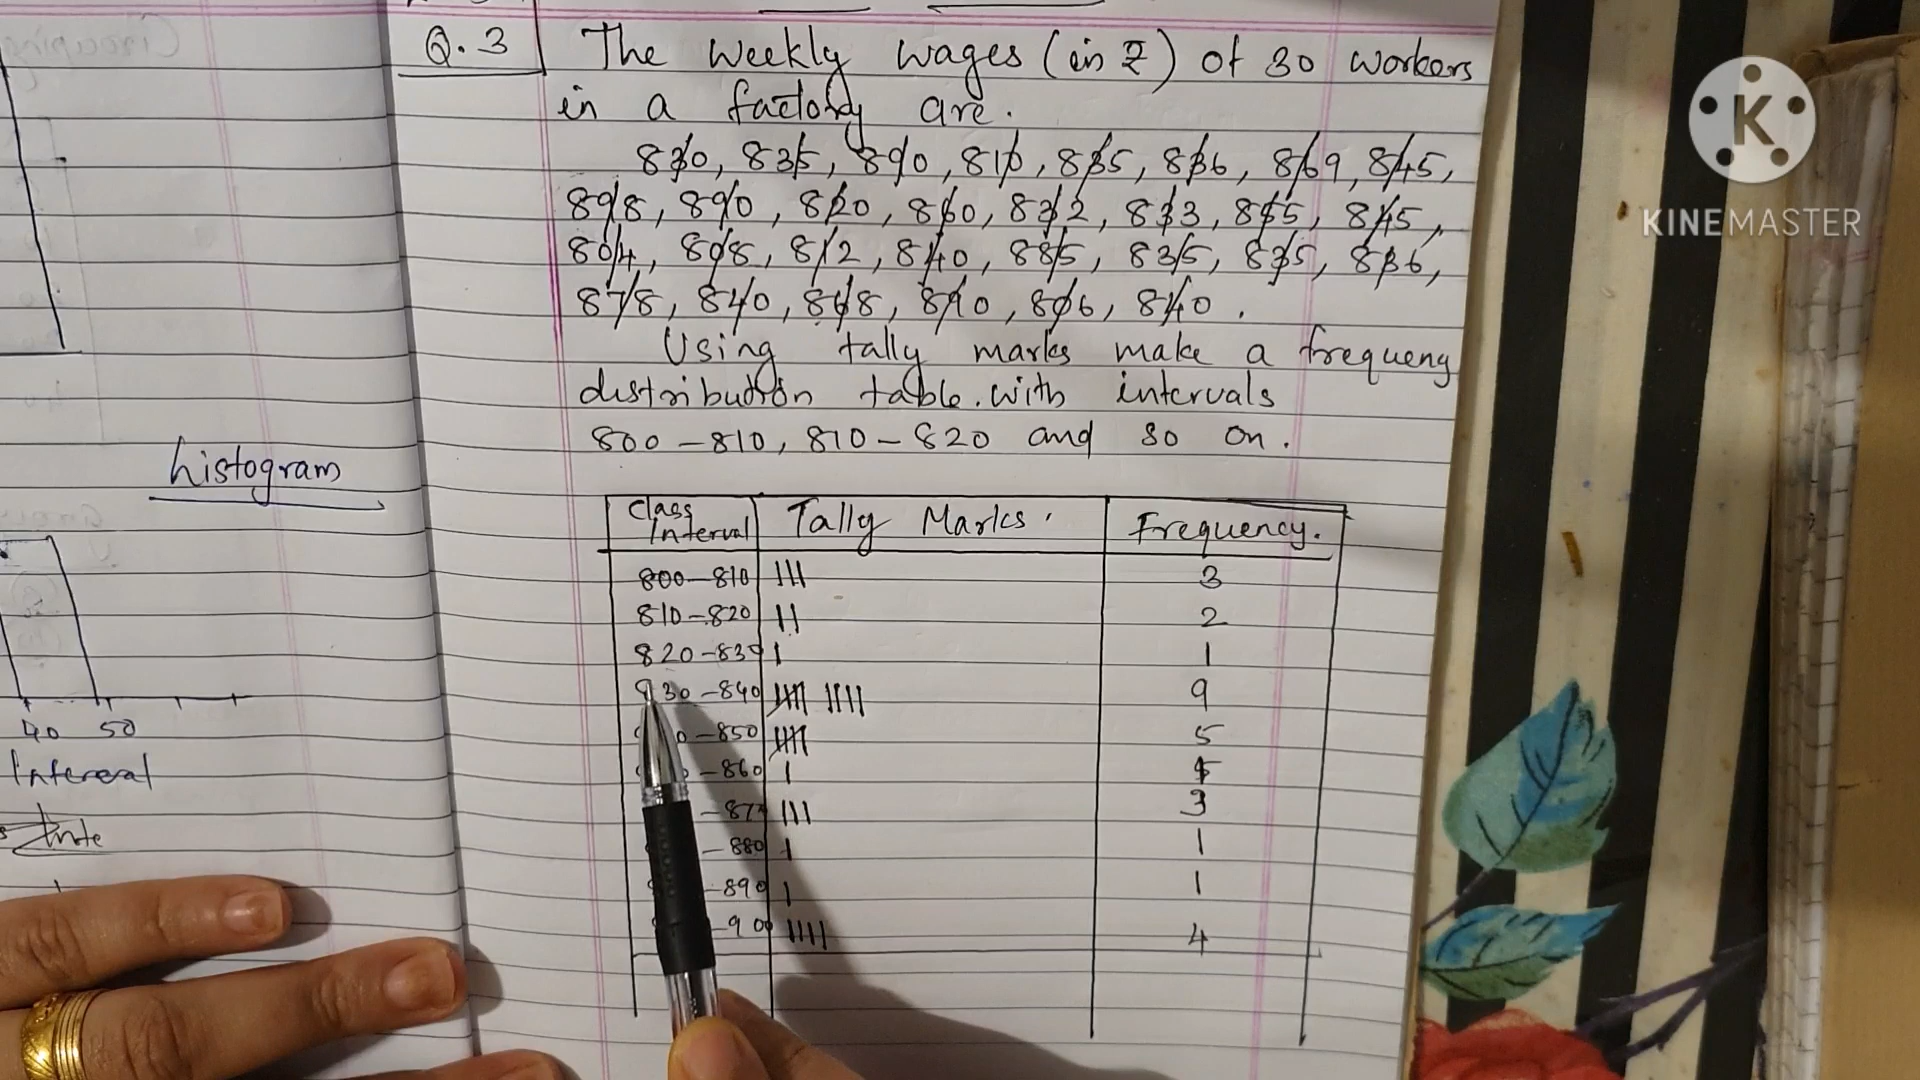 Q.3 The weekly wages (in ₹) of 30 workers
in a factory are.
830, 835, 890, 810, 835, 836, 869, 845,
898, 890, 820, 860, 832, 833, 855, 845,
804, 808, 812, 840, 885, 835, 835, 836,
878, 840, 868, 890, 806, 840.
Using tally marks make a frequeny
distribution table. with intervals
800-810, 810-820 and so on.
Class Interval Tally Marks. Frequency.
800-810 ||| 3
810-820 || 2
820-830 | 1
830-840 |||| |||| 9
-850 |||| 5
-860 | 1
||| 3
-880 | 1
-890 | 1
-900 |||| 4
histogram
40 50
Interval
K
KINEMASTER